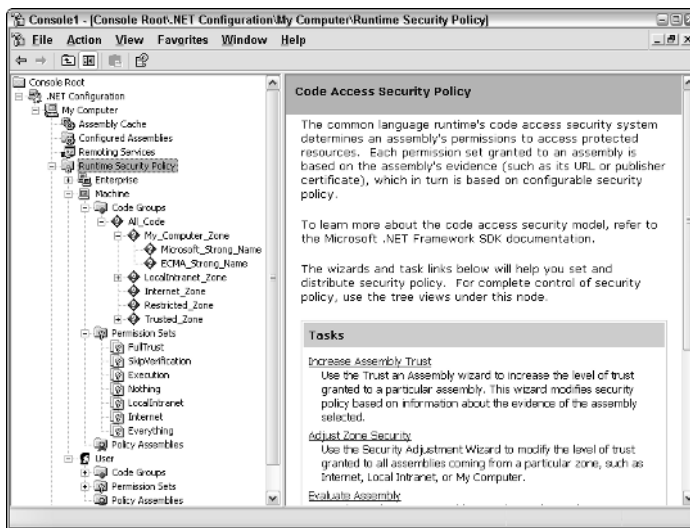 Console1 - [Console Root\.NET Configuration\My Computer\Runtime Security Policy]
File Action View Favorites Window Help
Console Root
.NET Configuration
My Computer
Assembly Cache
Configured Assemblies
Remoting Services
Runtime Security Policy
Enterprise
Machine
Code Groups
All_Code
My_Computer_Zone
Microsoft_Strong_Name
ECMA_Strong_Name
LocalIntranet_Zone
Internet_Zone
Restricted_Zone
Trusted_Zone
Permission Sets
FullTrust
SkipVerification
Execution
Nothing
LocalIntranet
Internet
Everything
Policy Assemblies
User
Code Groups
Permission Sets
Policy Assemblies
Code Access Security Policy
The common language runtime's code access security system
determines an assembly's permissions to access protected
resources. Each permission set granted to an assembly is
based on the assembly's evidence (such as its URL or publisher
certificate), which in turn is based on configurable security
policy.
To learn more about the code access security model, refer to
the Microsoft .NET Framework SDK documentation.
The wizards and task links below will help you set and
distribute security policy. For complete control of security
policy, use the tree views under this node.
Tasks
Increase Assembly Trust
Use the Trust an Assembly wizard to increase the level of trust
granted to a particular assembly. This wizard modifies security
policy based on information about the evidence of the assembly
selected.
Adjust Zone Security
Use the Security Adjustment Wizard to modify the level of trust
granted to all assemblies coming from a particular zone, such as
Internet, Local Intranet, or My Computer.
Evaluate Assembly